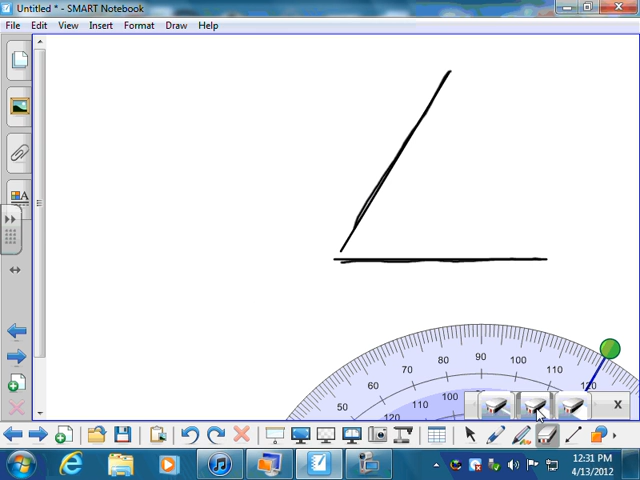 Untitled * - SMART Notebook
File Edit View Insert Format Draw Help
80 90 100
70 110
60 120
50
100
110
120
12:31 PM
4/13/2012